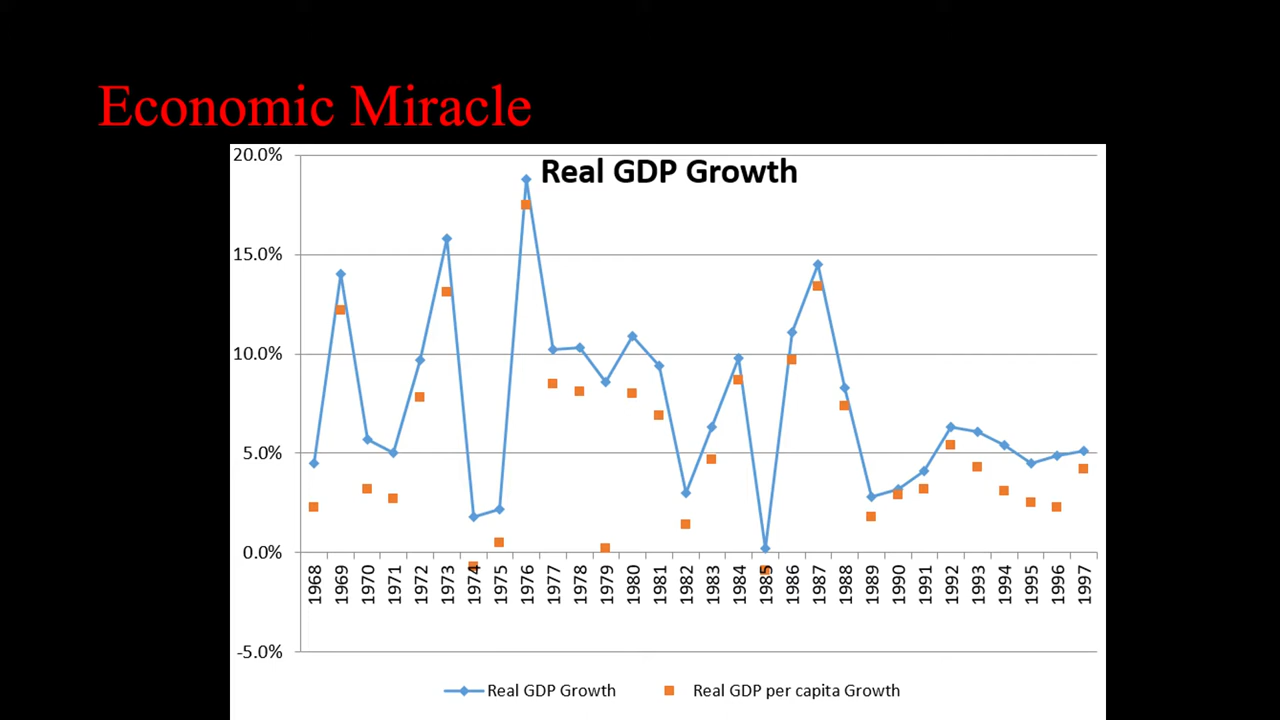 Economic Miracle
Real GDP Growth
20.0%
15.0%
10.0%
5.0%
0.0%
-5.0%
1968 1969 1970 1971 1972 1973 1974 1975 1976 1977 1978 1979 1980 1981 1982 1983 1984 1985 1986 1987 1988 1989 1990 1991 1992 1993 1994 1995 1996 1997
Real GDP Growth Real GDP per capita Growth